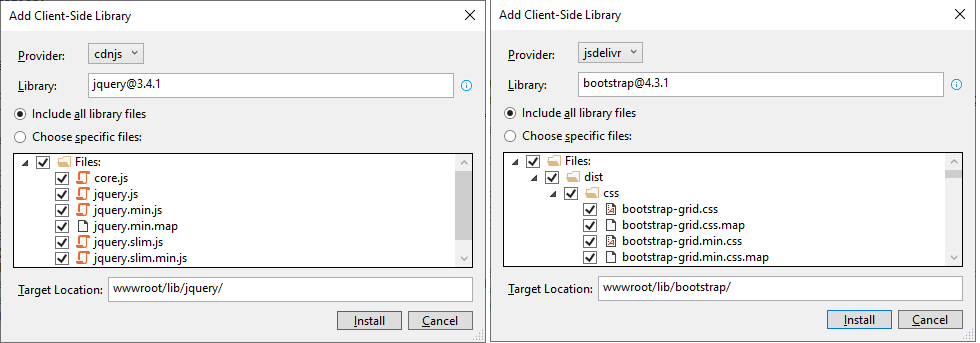 Add Client-Side Library
Provider: cdnjs
Library: jquery@3.4.1
Include all library files
Choose specific files:
Files:
core.js
jquery.js
jquery.min.js
jquery.min.map
jquery.slim.js
jquery.slim.min.js
Target Location: wwwroot/lib/jquery/
Install Cancel
Add Client-Side Library
Provider: jsdelivr
Library: bootstrap@4.3.1
Include all library files
Choose specific files:
Files:
dist
css
bootstrap-grid.css
bootstrap-grid.css.map
bootstrap-grid.min.css
bootstrap-grid.min.css.map
Target Location: wwwroot/lib/bootstrap/
Install Cancel